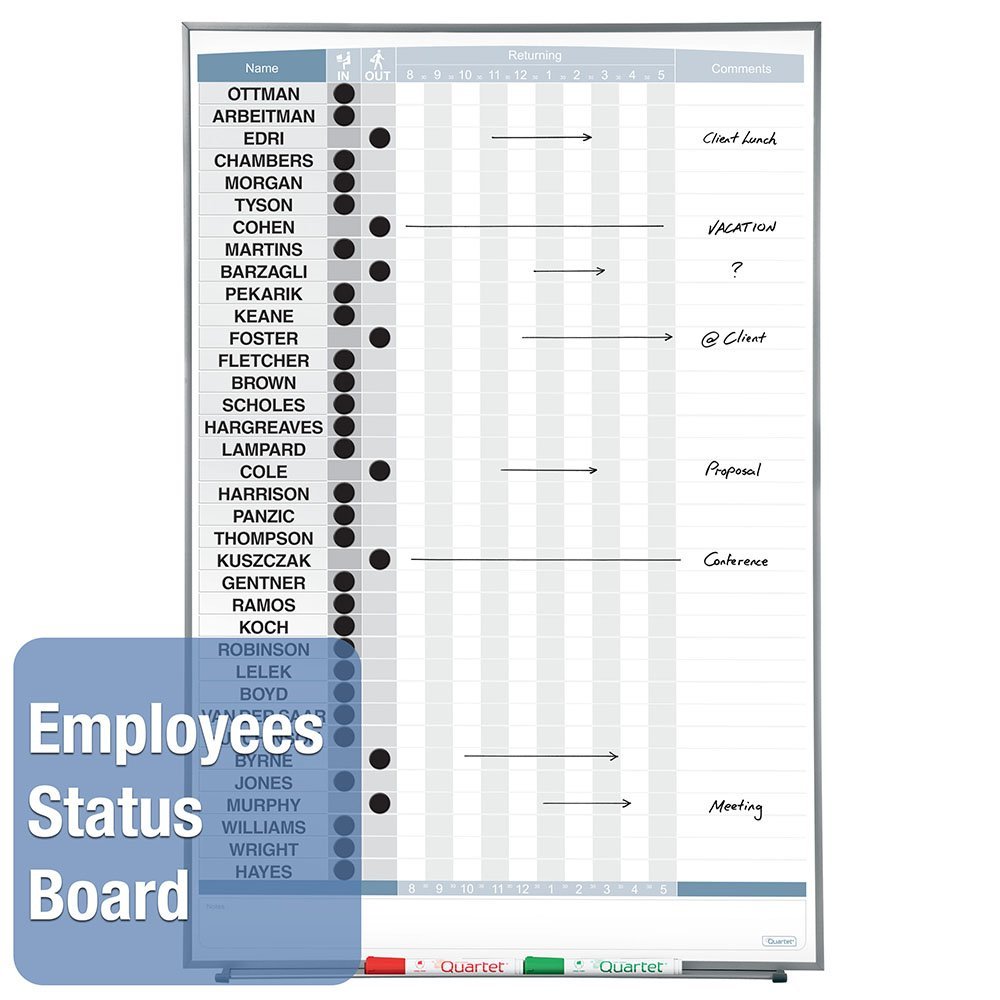 Name IN OUT Returning Comments
8 30 9 30 10 30 11 30 12 30 1 30 2 30 3 30 4 30 5
OTTMAN
ARBEITMAN
EDRI Client Lunch
CHAMBERS
MORGAN
TYSON
COHEN VACATION
MARTINS
BARZAGLI ?
PEKARIK
KEANE
FOSTER @ Client
FLETCHER
BROWN
SCHOLES
HARGREAVES
LAMPARD
COLE Proposal
HARRISON
PANZIC
THOMPSON
KUSZCZAK Conference
GENTNER
RAMOS
KOCH
ROBINSON
LELEK
BOYD
VAN DER SAAR
BYRNE
JONES
MURPHY Meeting
WILLIAMS
WRIGHT
HAYES
8 30 9 30 10 30 11 30 12 30 1 30 2 30 3 30 4 30 5
Notes
Quartet
Quartet Quartet
Employees
Status
Board